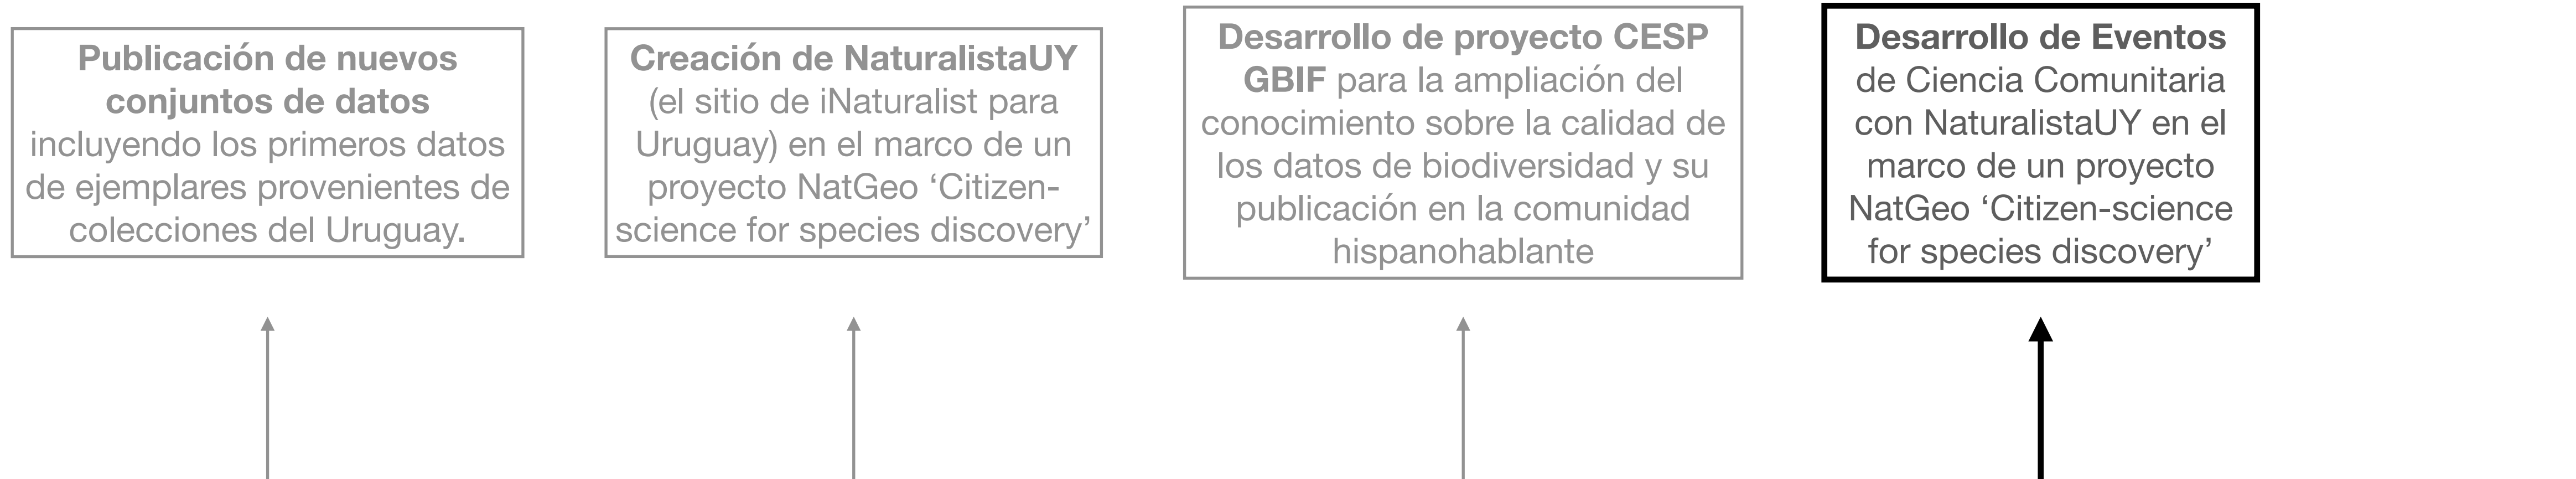 Publicación de nuevos
conjuntos de datos
incluyendo los primeros datos
de ejemplares provenientes de
colecciones del Uruguay.
Creación de NaturalistaUY
(el sitio de iNaturalist para
Uruguay) en el marco de un
proyecto NatGeo ‘Citizen-
science for species discovery’
Desarrollo de proyecto CESP
GBIF para la ampliación del
conocimiento sobre la calidad de
los datos de biodiversidad y su
publicación en la comunidad
hispanohablante
Desarrollo de Eventos
de Ciencia Comunitaria
con NaturalistaUY en el
marco de un proyecto
NatGeo ‘Citizen-science
for species discovery’